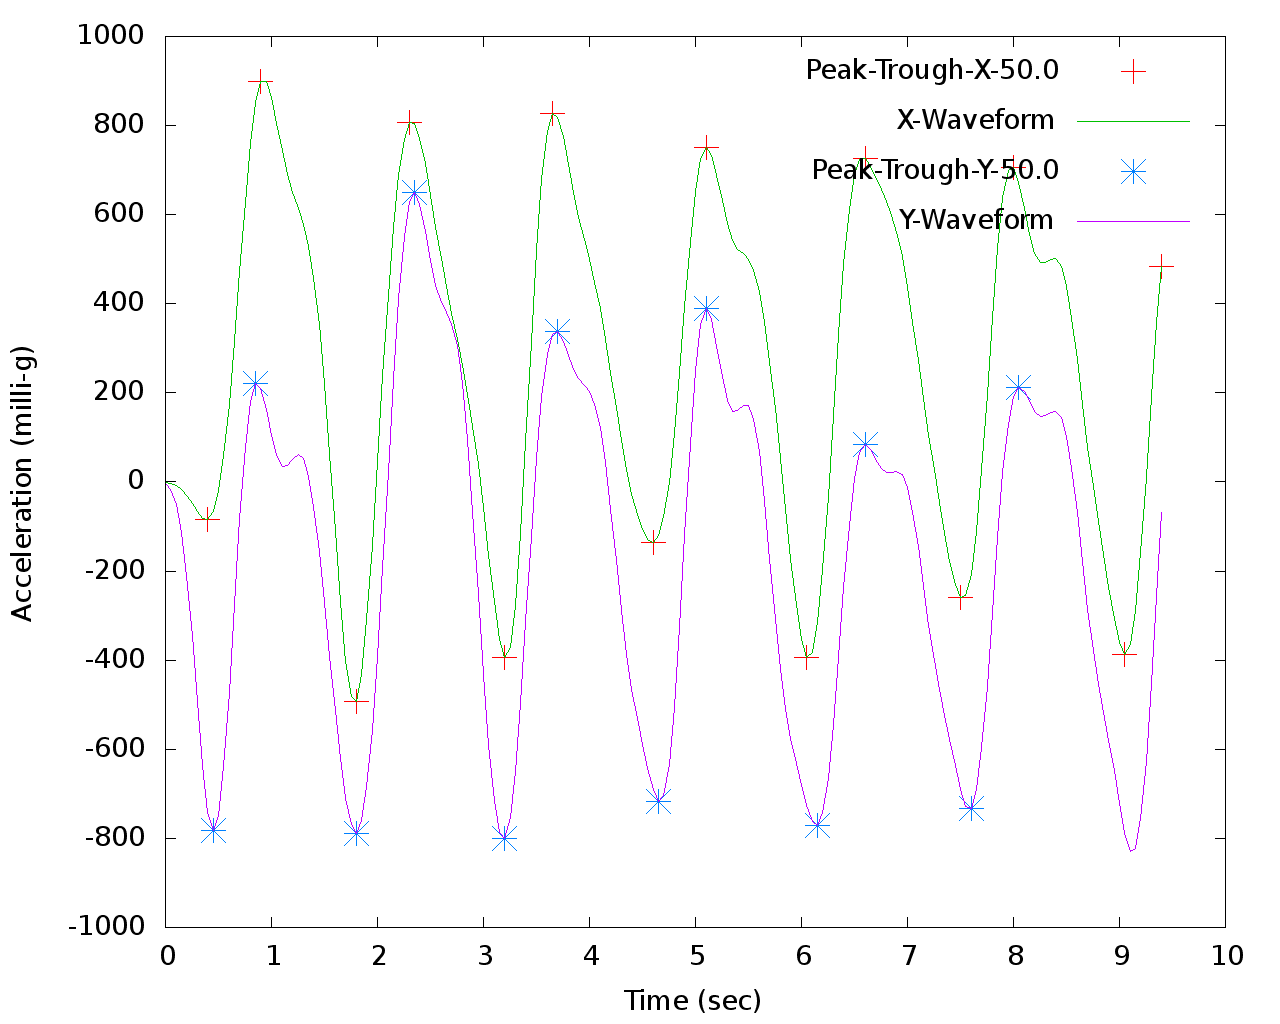 1000
800
600
400
200
0
-200
-400
-600
-800
-1000
Acceleration (milli-g)
Peak-Trough-X-50.0
X-Waveform
Peak-Trough-Y-50.0
Y-Waveform
0 1 2 3 4 5 6 7 8 9 10
Time (sec)